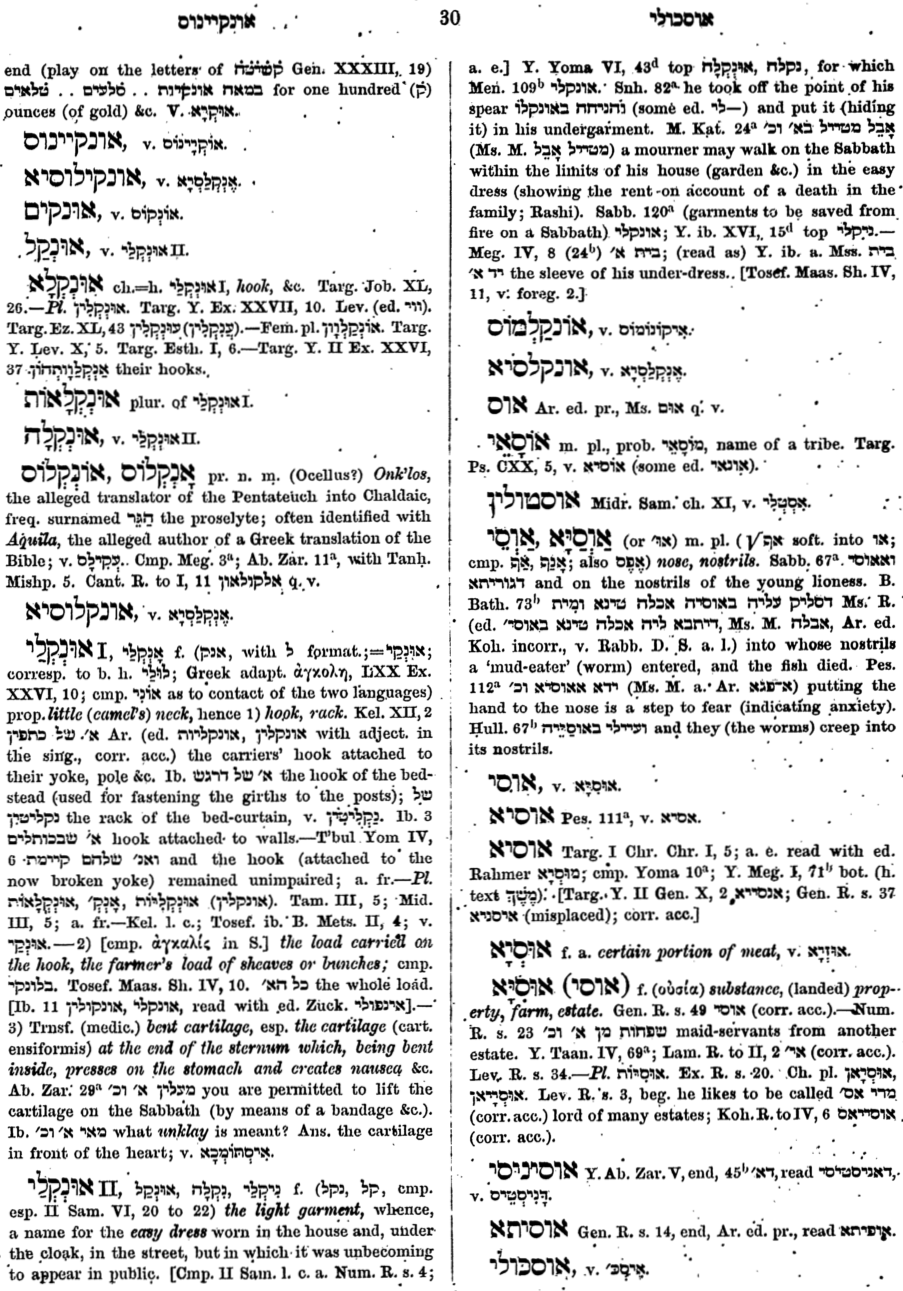 אונקיינוס 30 אוסכולי
end (play on the letters of קשיטה Gen. XXXIII, 19)
(ק) for one hundred במאה אונקיות . . סלעים . . טלאים
ounces (of gold) &c. V. אוּקְיָא.
אונקיינוס, v. אוֹקְיָינוֹס.
אונקילוסיא, v. אֶנְקְלַסְיָא.
אונקים, v. אוּנְקוֹס.
אוּנְקַל, v. אוּנְקְלַי II.
אוּנְקְלָא ch.=h. אוּנְקְלַי I, hook, &c. Targ. Job. XL,
26.—Pl. אוּנְקְלִין. Targ. Y. Ex. XXVII, 10. Lev. (ed. ווי').
Targ. Ez. XL, 43 עוּנְקְלִין (עֻנְקְלִין).—Fem. pl. אוּנְקְלָוָון. Targ.
Y. Lev. X, 5. Targ. Esth. I, 6.—Targ. Y. II Ex. XXVI,
37 אֻנְקְלָוָותְהוֹן their hooks.
אוּנְקְלָאוֹת plur. of אוּנְקְלַי I.
אוּנְקְלָה, v. אוּנְקְלַי II.
אֻנְקְלוֹס, אוּנְקְלוֹס pr. n. m. (Ocellus?) Onk'los,
the alleged translator of the Pentateuch into Chaldaic,
freq. surnamed הַגֵּר the proselyte; often identified with
Aquila, the alleged author of a Greek translation of the
Bible; v. עֲקִילַס. Cmp. Meg. 3a; Ab. Zar. 11a, with Tanh.
Mishp. 5. Cant. R. to I, 11 אלקולאון q. v.
אונקלוסיא, v. אֶנְקְלַסְיָא.
אוּנְקְלַי I, אֻנְקְלַי f. (אנק, with ל format.;=אוּנְקַי;
corresp. to b. h. לוּלַי; Greek adapt. ἀγκολη, LXX Ex.
XXVI, 10; cmp. אוֹנִי as to contact of the two languages)
prop. little (camel's) neck, hence 1) hook, rack. Kel. XII, 2
א'. של כתפין Ar. (ed. אונקלין, אונקליות with adject. in
the sing., corr. acc.) the carriers' hook attached to
their yoke, pole &c. Ib. א' של דרגש the hook of the bed-
stead (used for fastening the girths to the posts); של
נקליטין the rack of the bed-curtain, v. נַקְלִיטִין. Ib. 3
א' שבכותלים hook attached to walls.—T'bul Yom IV,
6 ואנ' שלהם קיימת and the hook (attached to the
now broken yoke) remained unimpaired; a. fr.—Pl.
אוּנְקְלָאוֹת, אֻנְק', אוּנְקְלָיוֹת (אונקלין). Tam. III, 5; Mid.
III, 5; a. fr.—Kel. l. c.; Tosef. ib. B. Mets. II, 4; v.
אוּנְקַי.—2) [cmp. ἀγκαλίς in S.] the load carried on
the hook, the farmer's load of sheaves or bunches; cmp.
בלונקי. Tosef. Maas. Sh. IV, 10. כל הא' the whole load.
[Ib. 11 אונקלי, אונקולין, read with ed. Zuck. אינפולי].—
3) Trnsf. (medic.) bent cartilage, esp. the cartilage (cart.
ensiformis) at the end of the sternum which, being bent
inside, presses on the stomach and creates nausea &c.
Ab. Zar. 29a מעלין א' וכ' you are permitted to lift the
cartilage on the Sabbath (by means of a bandage &c.).
Ib. מאי א' וכ' what unklay is meant? Ans. the cartilage
in front of the heart; v. אִיסְתּוֹמְכָא.
אוּנְקְלַי II, אוּנְקַל, נְקָלָה, נִיקְלַי f. (קל, נקל, cmp.
esp. II Sam. VI, 20 to 22) the light garment, whence,
a name for the easy dress worn in the house and, under
the cloak, in the street, but in which it was unbecoming
to appear in public. [Cmp. II Sam. l. c. a. Num. R. s. 4;
a. e.] Y. Yoma VI, 43d top נקלה, אוּנְקְלָה, for which
Men. 109b אונקלי. Snh. 82a he took off the point of his
spear והניחה באונקלו (some ed. לי—) and put it (hiding
it) in his undergarment. M. Kat. 24a אָבֵל מטייל בא' וכ'
(Ms. M. מטייל אָבֵל) a mourner may walk on the Sabbath
within the limits of his house (garden &c.) in the easy
dress (showing the rent on account of a death in the
family; Rashi). Sabb. 120a (garments to be saved from
fire on a Sabbath) אונקלי; Y. ib. XVI, 15d top ניקלי.—
Meg. IV, 8 (24b) בית א'; (read as) Y. ib. a. Mss. בית
יד א' the sleeve of his under-dress. [Tosef. Maas. Sh. IV,
11, v. foreg. 2.]
אוּנְקַלְמוֹס, v. אִיקוֹנוֹמוֹס.
אונקלסיא, v. אֶנְקְלַסְיָא.
אוס Ar. ed. pr., Ms. אום q. v.
אוֹסָאֵי m. pl., prob. מוּסָאֵי, name of a tribe. Targ.
Ps. CXX, 5, v. אוסיא (some ed. אונאי).
אוסטולין Midr. Sam. ch. XI, v. אִסְטְלֵי.
אַוְסַיָּא, אַוְסֵי (or אוּ') m. pl. (√אף soft. into או;
cmp. אַף, אָנַף; also אֶפֶס) nose, nostrils. Sabb. 67a ואאוסי
דגורייתא and on the nostrils of the young lioness. B.
Bath. 73b דסליק עליה באוסיה אכלה טינא ומית Ms. R.
(ed. דיתבא ליה אכלה טינא באוסי', Ms. M. אבלה, Ar. ed.
Koh. incorr., v. Rabb. D. S. a. l.) into whose nostrils
a 'mud-eater' (worm) entered, and the fish died. Pes.
112a ידא אאוסיא וכ' (Ms. M. a. Ar. אדפגא) putting the
hand to the nose is a step to fear (indicating anxiety).
Hull. 67b ועיילי באוסייה and they (the worms) creep into
its nostrils.
אוּסֵי, v. אוּסְיָא.
אוסיא Pes. 111a, v. אסיא.
אוסיא Targ. I Chr. Chr. I, 5; a. e. read with ed.
Rahmer מוּסְיָא; cmp. Yoma 10a; Y. Meg. I, 71b bot. (h.
text מֶשֶׁךְ). [Targ. Y. II Gen. X, 2 אנסייא; Gen. R. s. 37
איסניא (misplaced); corr. acc.]
אוּסְיָא f. a. certain portion of meat, v. אוּזְיָא.
אוּסְיָא (אוסי) f. (οὐσία) substance, (landed) prop-
erty, farm, estate. Gen. R. s. 49 אוסי (corr. acc.).—Num.
R. s. 23 שפחות מן א' וכ' maid-servants from another
estate. Y. Taan. IV, 69a; Lam. R. to II, 2 אי' (corr. acc.).
Lev. R. s. 34.—Pl. אוּסְיוֹת. Ex. R. s. 20. Ch. pl. אוּסְיָאן,
אוּסְיָיאן. Lev. R. s. 3, beg. he likes to be called מרי אס'
(corr. acc.) lord of many estates; Koh. R. to IV, 6 אוסייאס
(corr. acc.).
אוסיניסי Y. Ab. Zar. V, end, 45b דא', read דאניסטיסי,
v. דָּנִיסְטֵיס.
אוסיתא Gen. R. s. 14, end, Ar. ed. pr., read אופיתא.
אוסכולי, v. אִיסְכּ'.